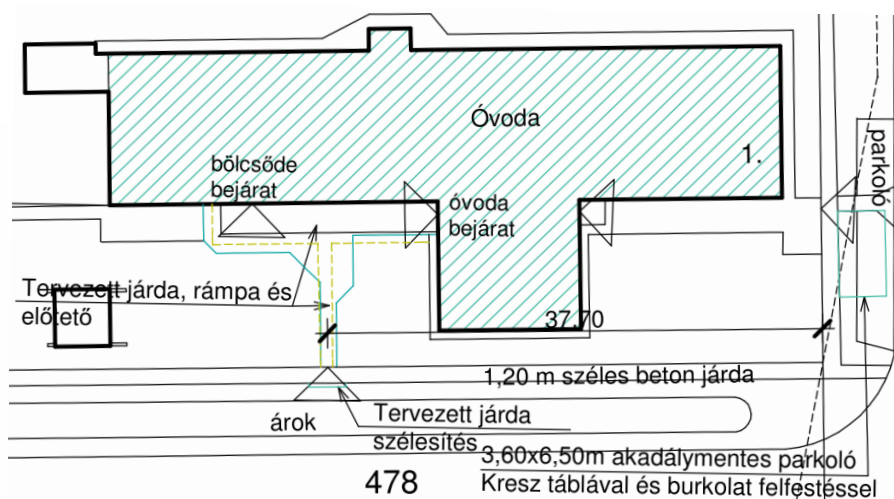 Óvoda
1.
parkoló
bölcsőde
bejárat
óvoda
bejárat
Tervezett járda, rámpa és
előtető
37,70
1,20 m széles beton járda
árok
Tervezett járda
szélesítés
3,60x6,50m akadálymentes parkoló
Kresz táblával és burkolat felfestéssel
478